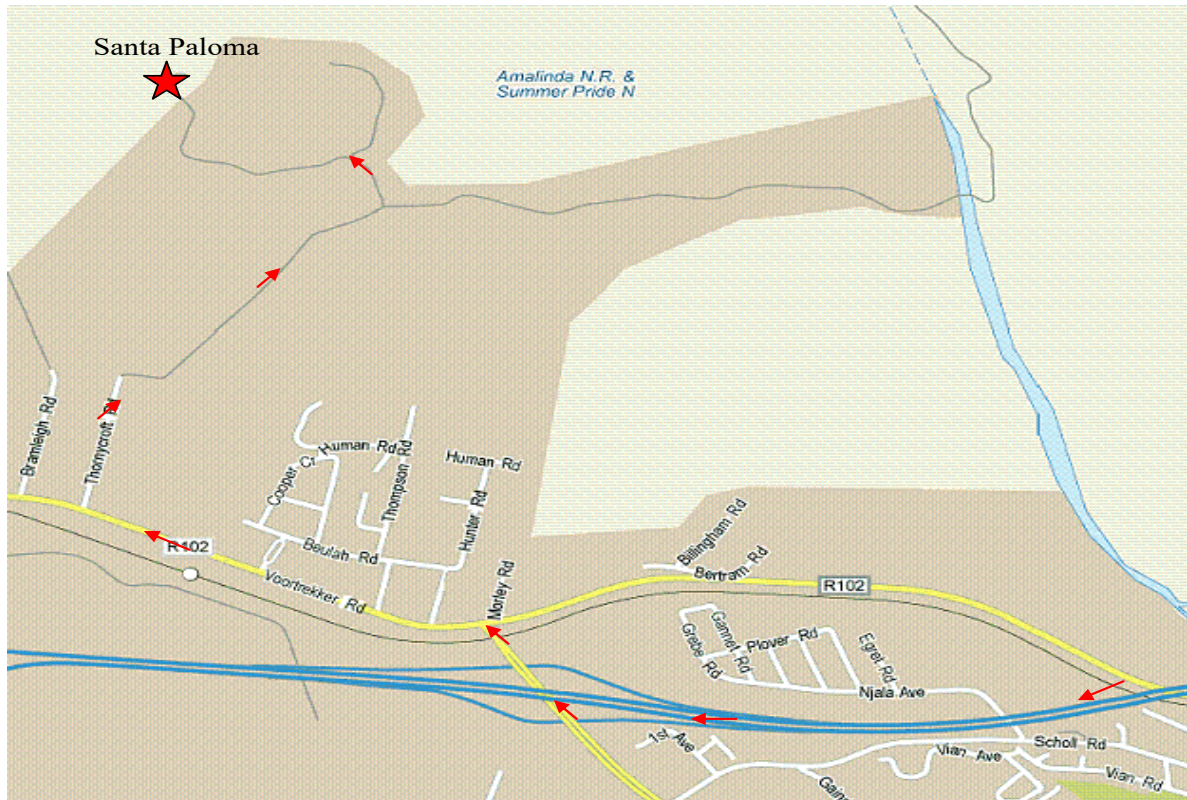 Santa Paloma
Amalinda N.R. &
Summer Pride N
Bramleigh Rd
Thornycroft Rd
Human Rd
Cooper Cr
Thompson Rd
Human Rd
Hunter Rd
Beulah Rd
R102
Voortrekker Rd
Morley Rd
Billingham Rd
Bertram Rd
R102
Gannet Rd
Grebe Rd
Plover Rd
Egret Rd
Njala Ave
1st Ave
Scholl Rd
Vian Ave
Vian Rd
Gains